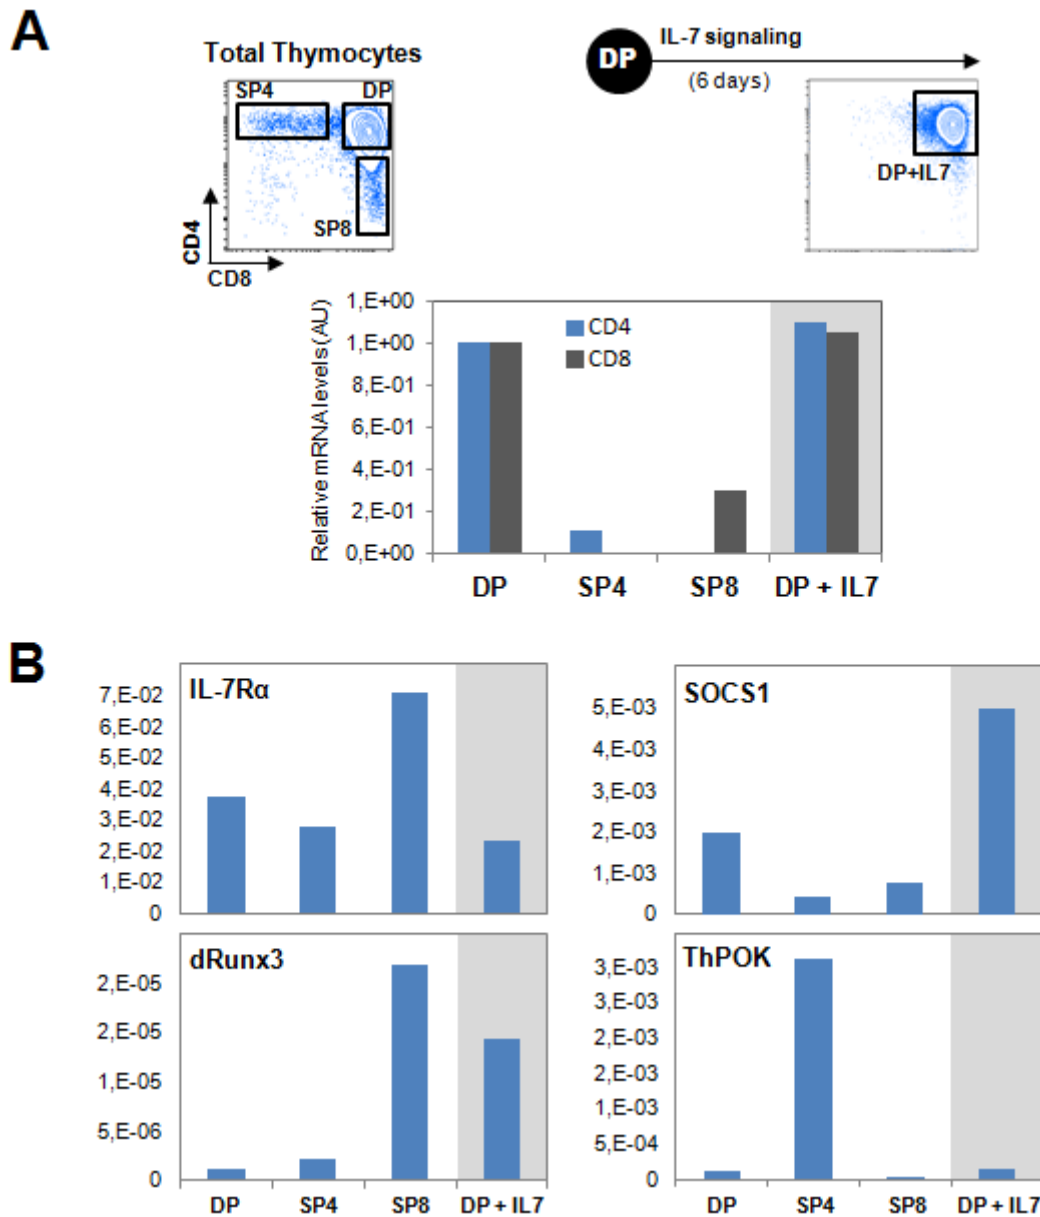 A
Total Thymocytes
SP4
DP
SP8
CD4
CD8
DP
IL-7 signaling
(6 days)
DP+IL7
Relative mRNA levels (AU)
1,E+00
1,E+00
8,E-01
6,E-01
4,E-01
2,E-01
0,E+00
CD4
CD8
DP
SP4
SP8
DP + IL7
B
IL-7Rα
7,E-02
6,E-02
5,E-02
4,E-02
3,E-02
2,E-02
1,E-02
0
SOCS1
5,E-03
4,E-03
3,E-03
2,E-03
1,E-03
0
dRunx3
2,E-05
2,E-05
1,E-05
5,E-06
0
DP
SP4
SP8
DP + IL7
ThPOK
3,E-03
3,E-03
2,E-03
2,E-03
1,E-03
5,E-04
0
DP
SP4
SP8
DP + IL7